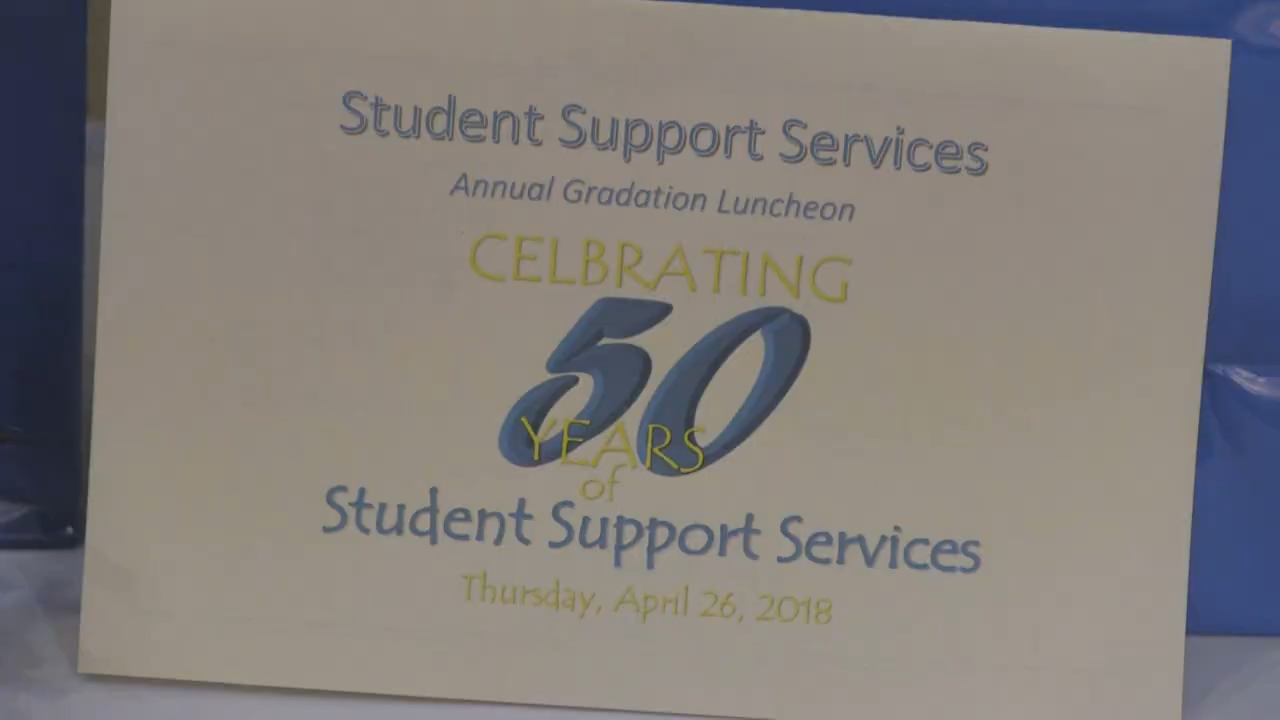 Student Support Services
Annual Gradation Luncheon
CELBRATING
50
YEARS
of
Student Support Services
Thursday, April 26, 2018